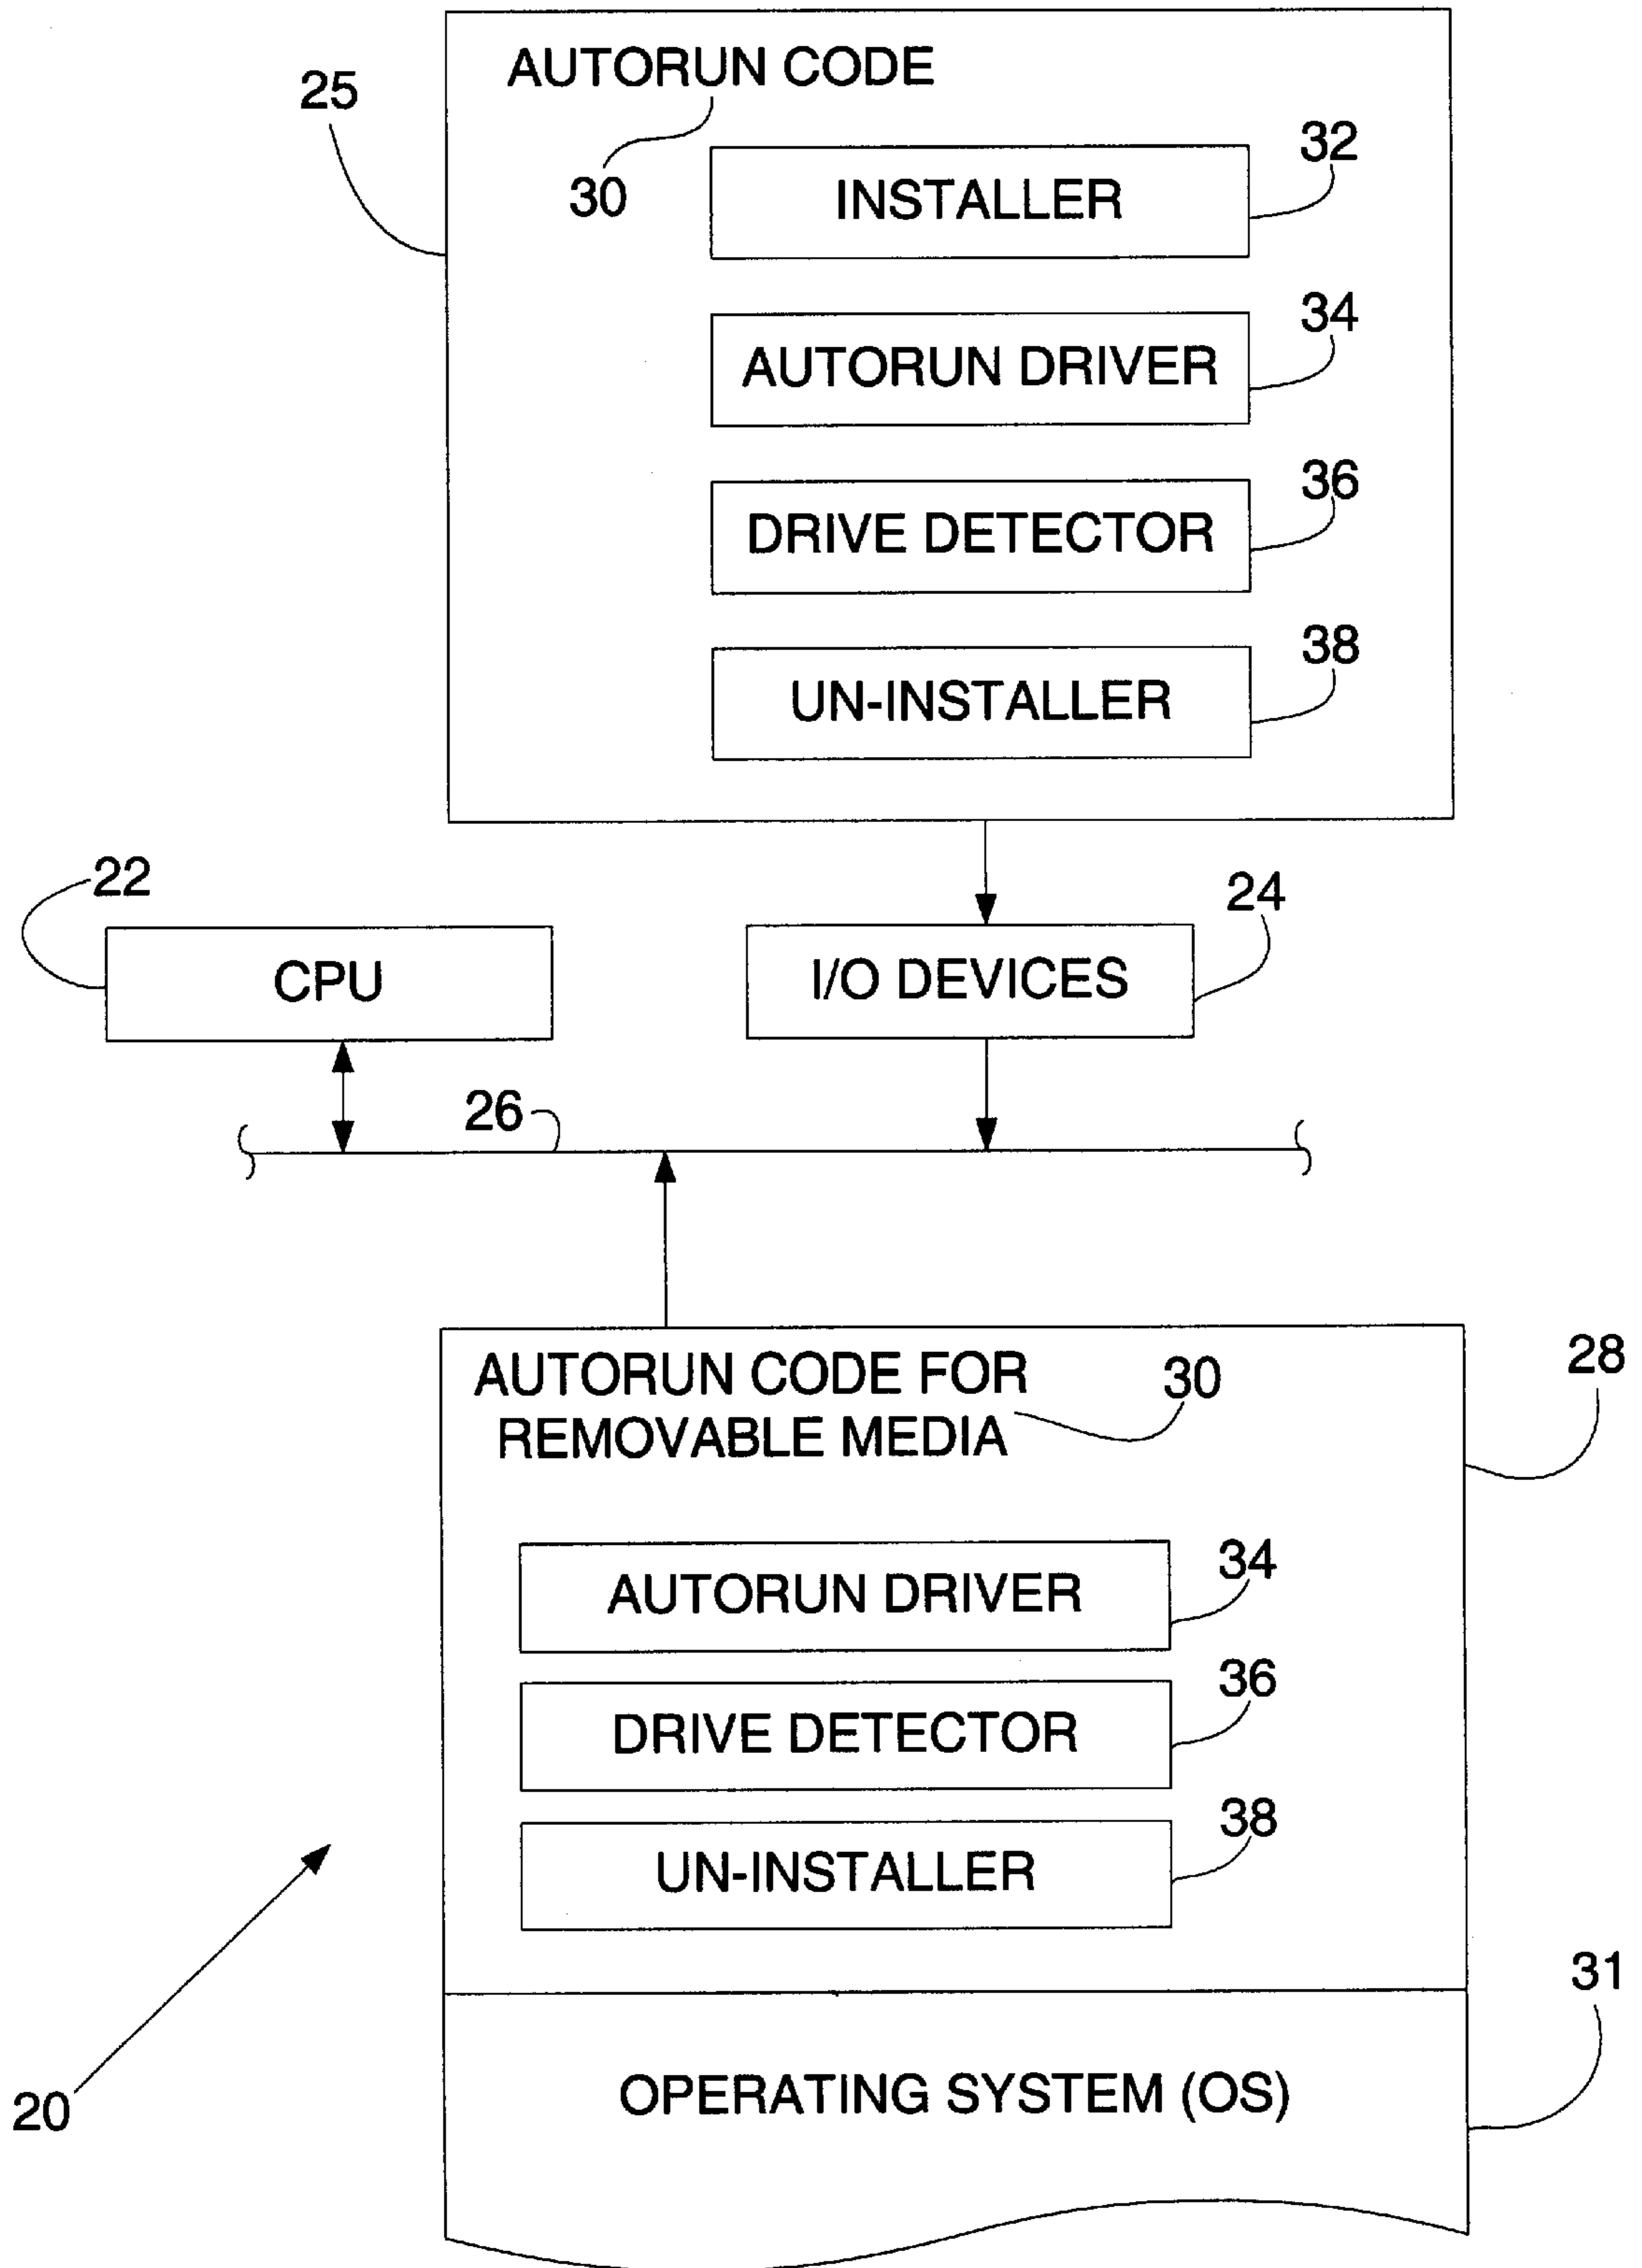 AUTORUN CODE
25
30
32
INSTALLER
34
AUTORUN DRIVER
36
DRIVE DETECTOR
38
UN-INSTALLER
22
CPU
24
I/O DEVICES
26
AUTORUN CODE FOR
REMOVABLE MEDIA
30
28
34
AUTORUN DRIVER
36
DRIVE DETECTOR
38
UN-INSTALLER
31
OPERATING SYSTEM (OS)
20